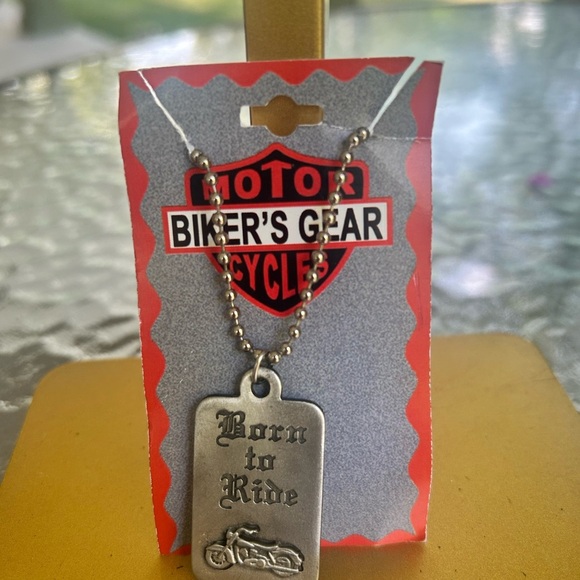 MOTOR
BIKER'S GEAR
CYCLES
Born
to
Ride